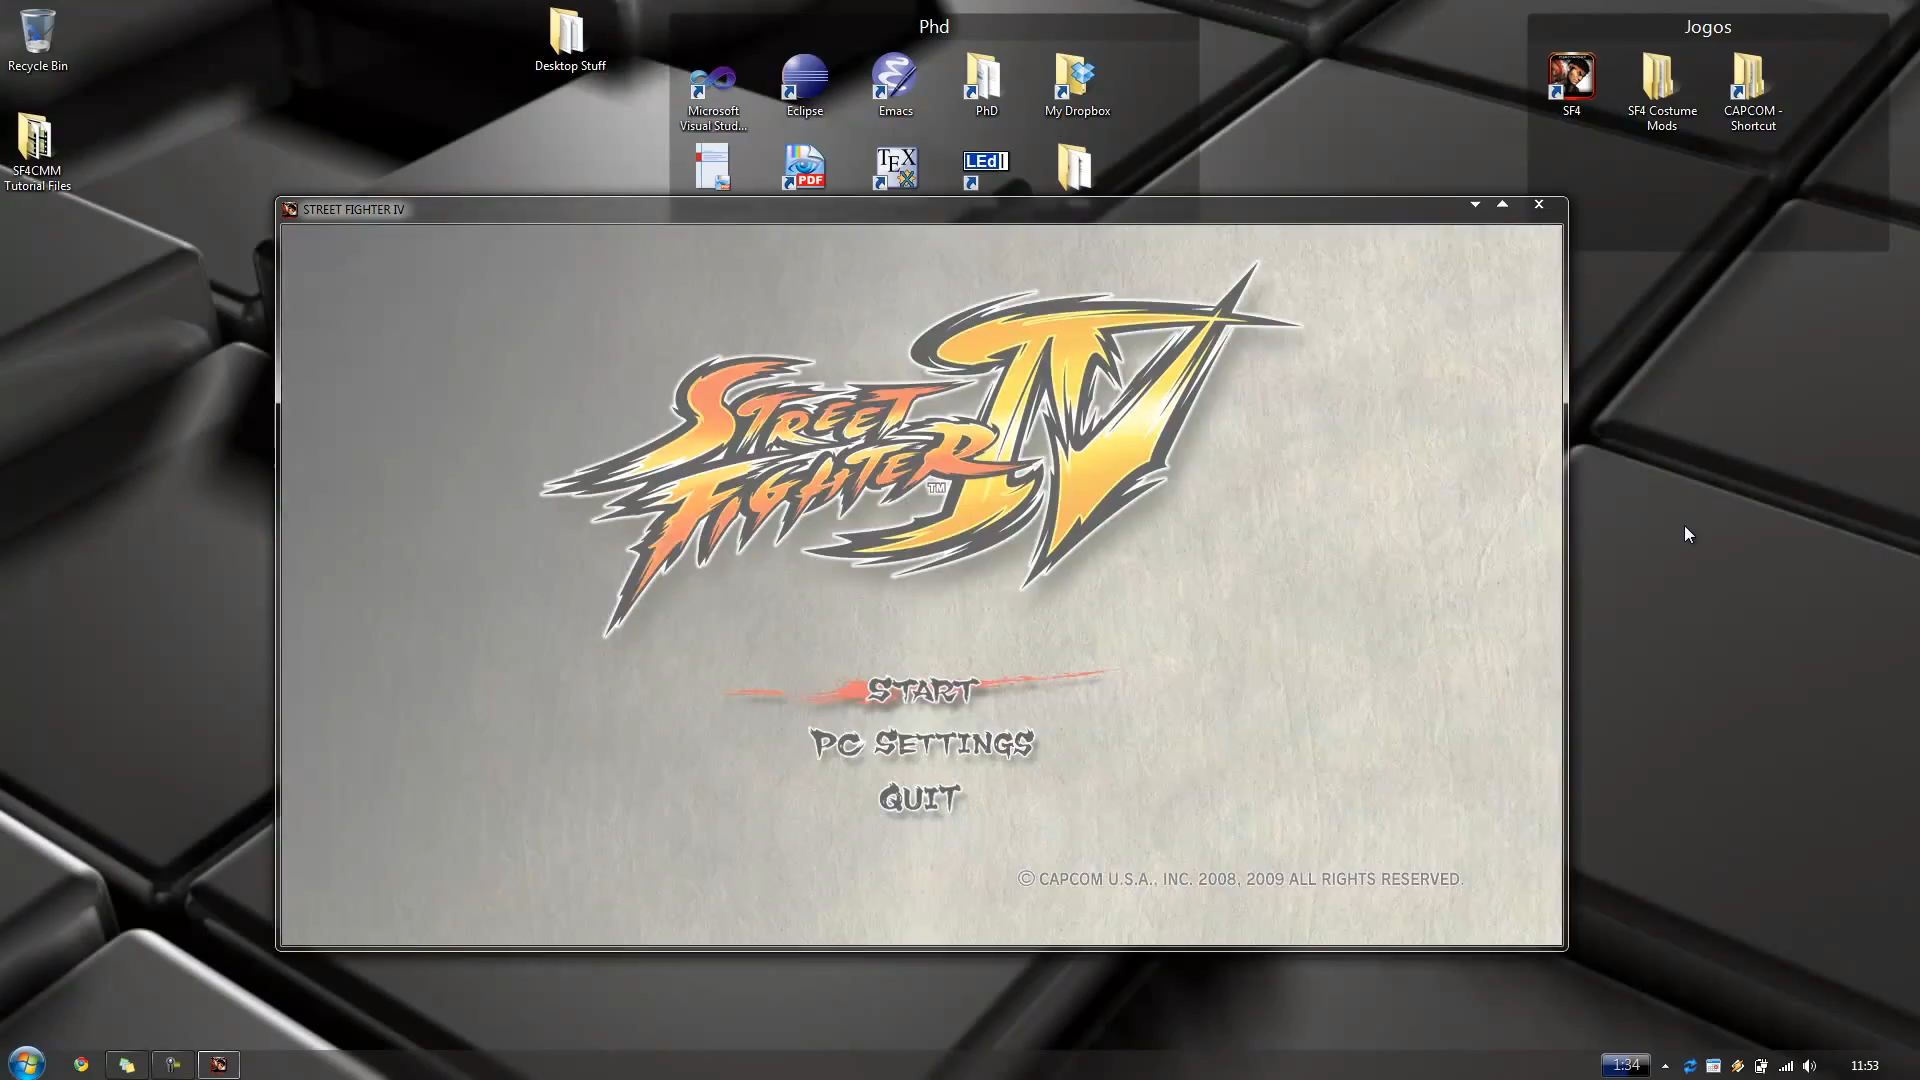 Recycle Bin
Desktop Stuff
SF4CMM
Tutorial Files
Phd
Microsoft
Visual Stud...
Eclipse
Emacs
PhD
My Dropbox
PDF
TEX
LEd
Jogos
SF4
SF4 Costume
Mods
CAPCOM -
Shortcut
STREET FIGHTER IV
STREET
FIGHTER
IV
TM
START
PC SETTINGS
QUIT
© CAPCOM U.S.A., INC. 2008, 2009 ALL RIGHTS RESERVED.
1:34
11:53